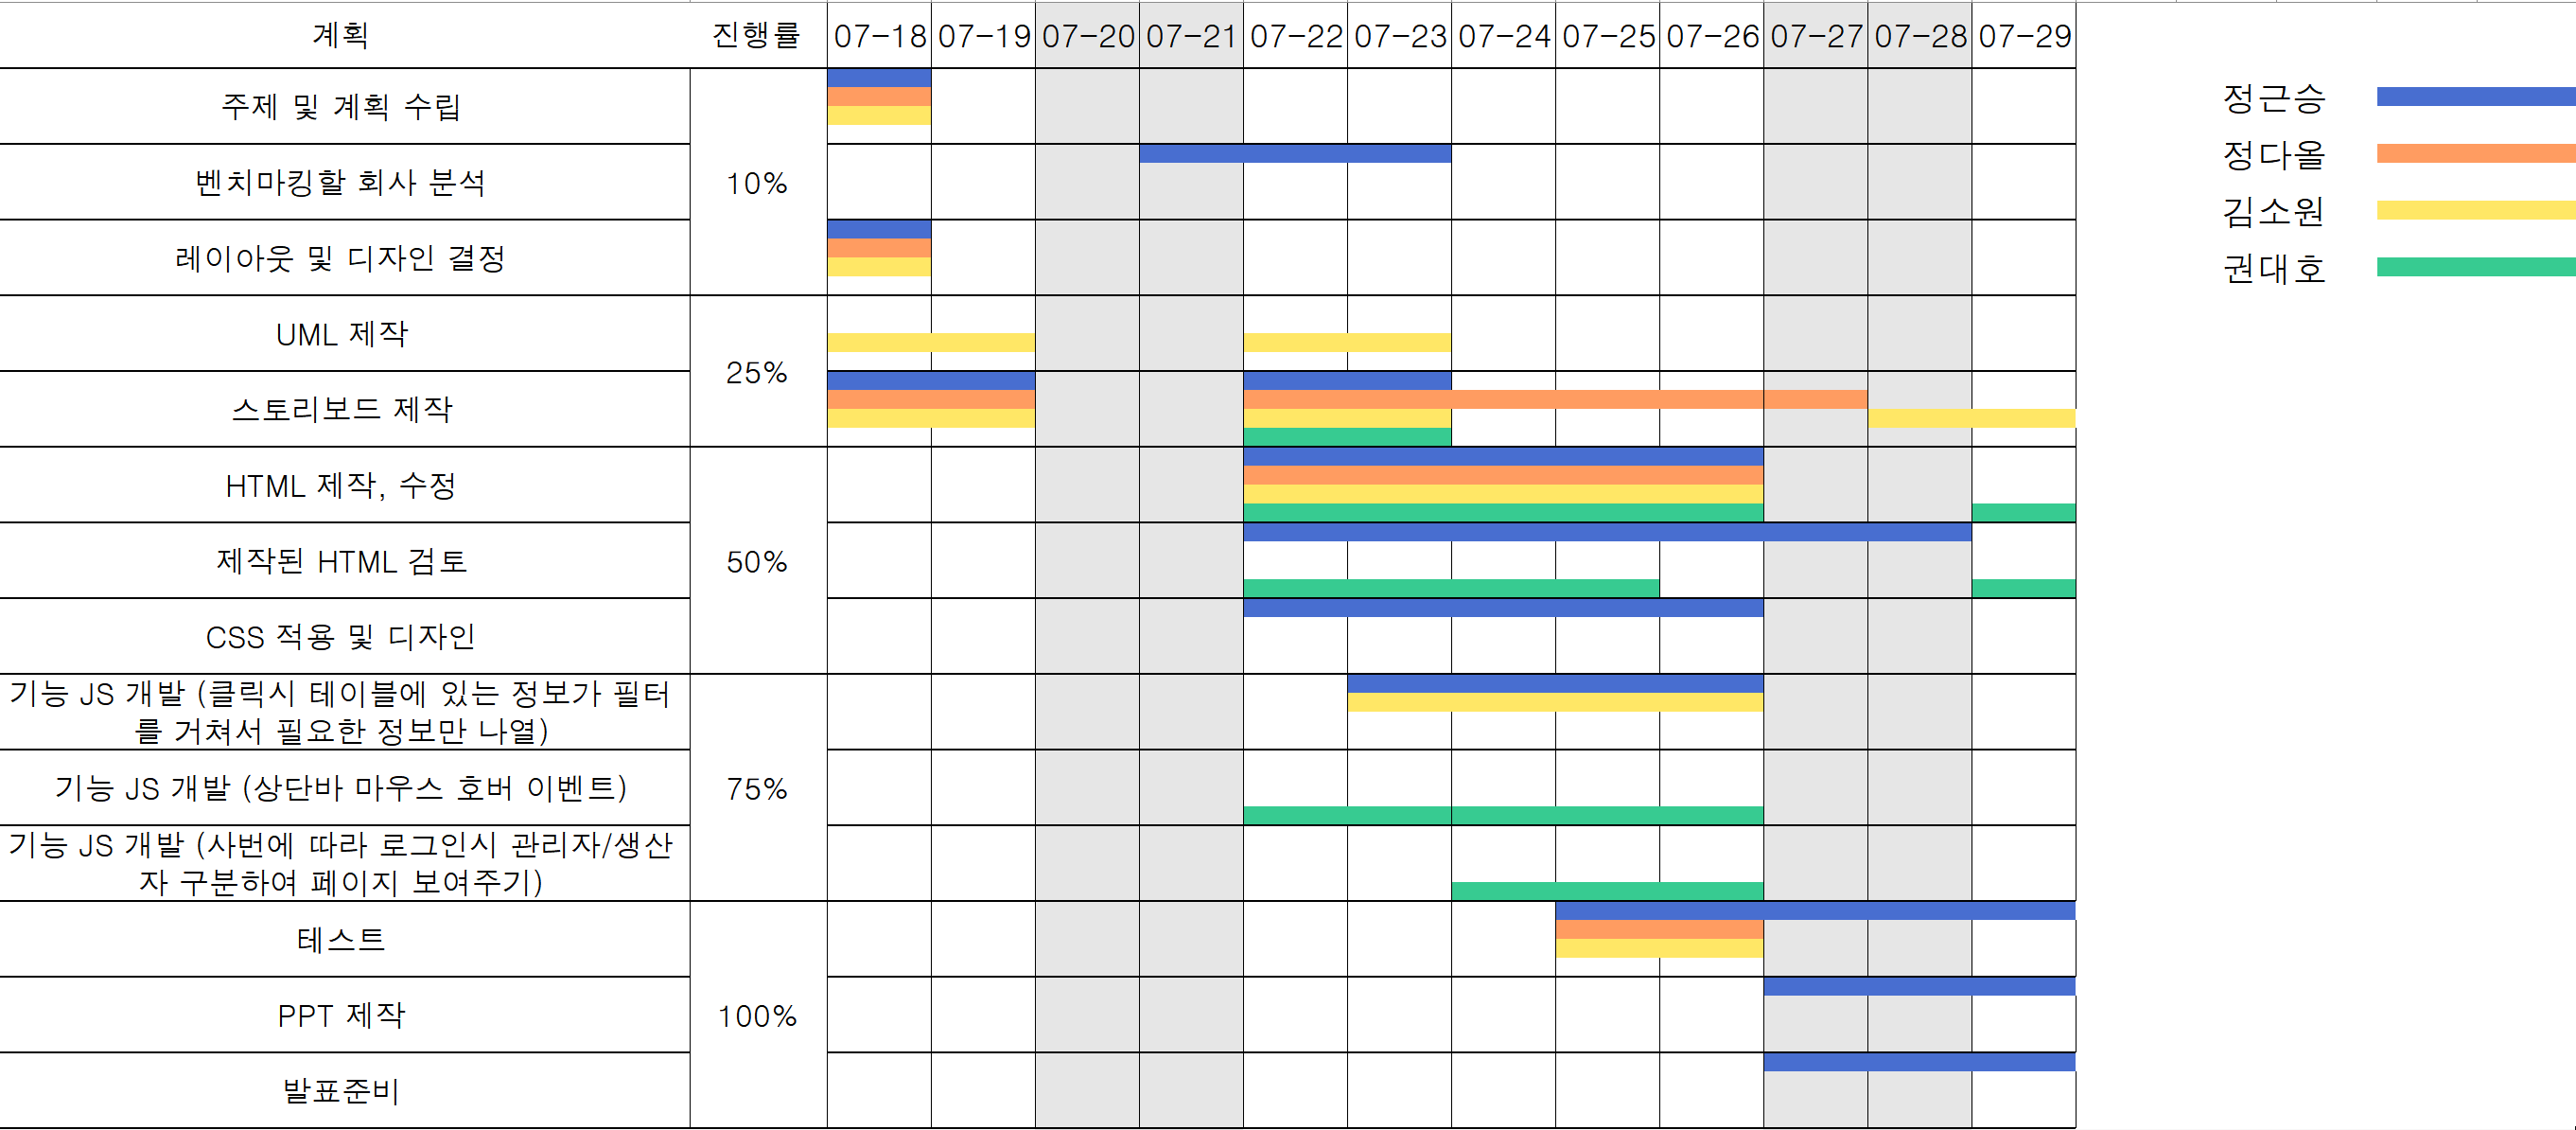 계획 진행률 07-18 07-19 07-20 07-21 07-22 07-23 07-24 07-25 07-26 07-27 07-28 07-29
주제 및 계획 수립
벤치마킹할 회사 분석
10%
레이아웃 및 디자인 결정
UML 제작
25%
스토리보드 제작
HTML 제작, 수정
제작된 HTML 검토
50%
CSS 적용 및 디자인
기능 JS 개발 (클릭시 테이블에 있는 정보가 필터
를 거쳐서 필요한 정보만 나열)
기능 JS 개발 (상단바 마우스 호버 이벤트)
75%
기능 JS 개발 (사번에 따라 로그인시 관리자/생산
자 구분하여 페이지 보여주기)
테스트
PPT 제작
100%
발표준비
정근승
정다올
김소원
권대호